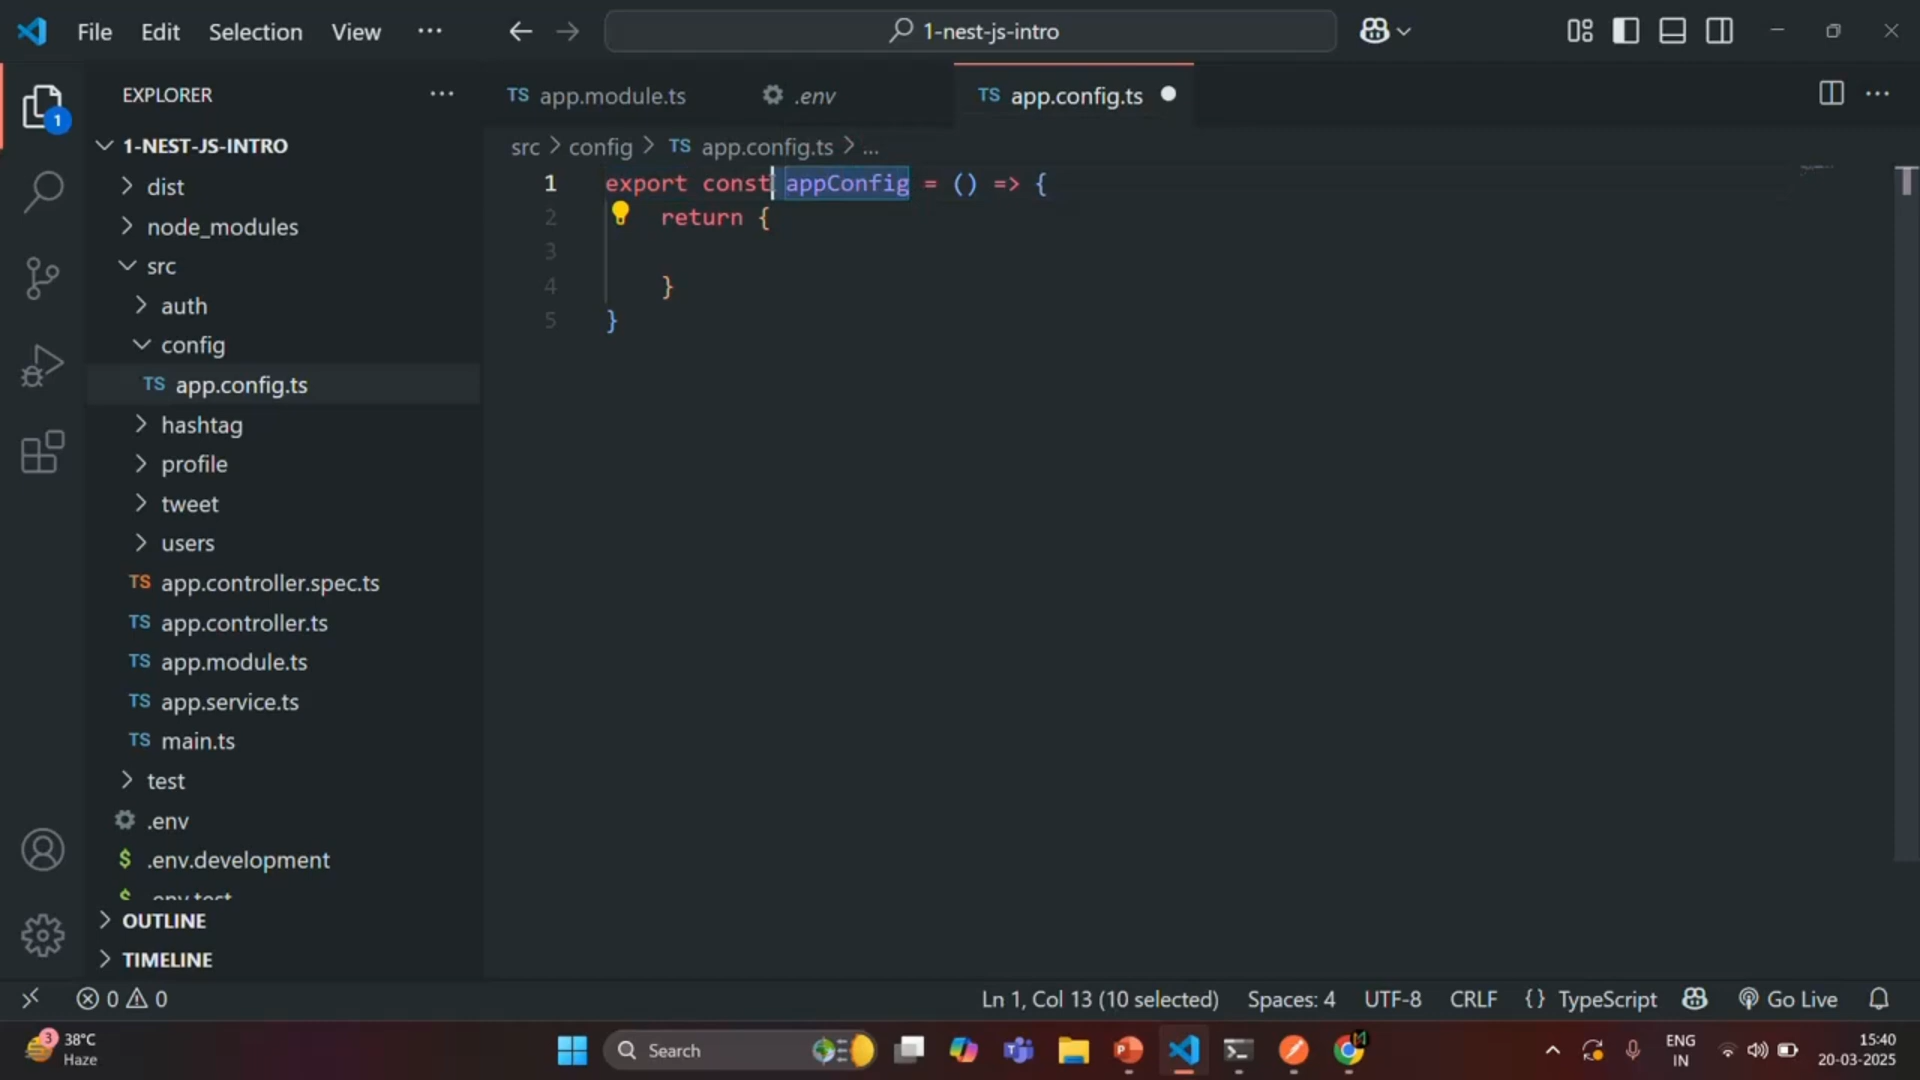 File Edit Selection View ··· 1-nest-js-intro
EXPLORER ···
1
1-NEST-JS-INTRO
dist
node_modules
src
auth
config
TS app.config.ts
hashtag
profile
tweet
users
TS app.controller.spec.ts
TS app.controller.ts
TS app.module.ts
TS app.service.ts
TS main.ts
test
.env
$ .env.development
$ .env.test
OUTLINE
TIMELINE
TS app.module.ts .env TS app.config.ts
src > config > TS app.config.ts > ...
1 export const appConfig = () => {
2 return {
3
4 }
5 }
0 0 Ln 1, Col 13 (10 selected) Spaces: 4 UTF-8 CRLF {} TypeScript Go Live
3 38°C
Haze
Search
ENG
IN
15:40
20-03-2025